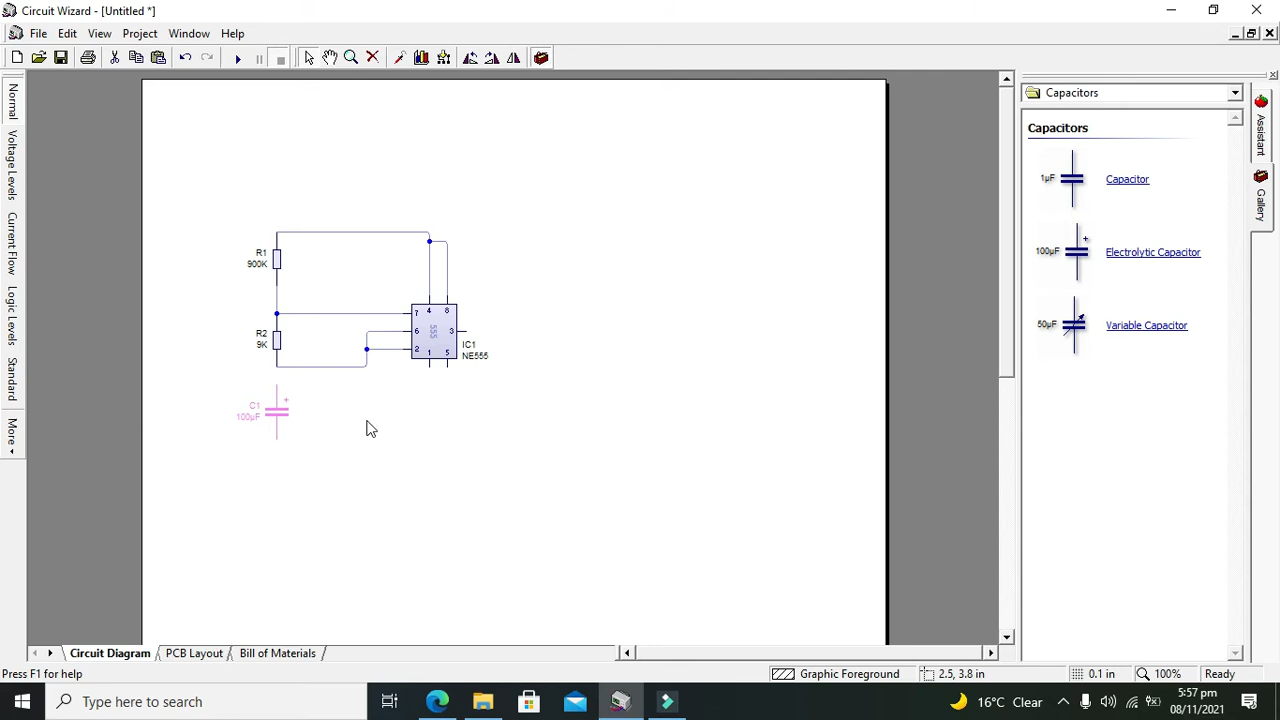 Circuit Wizard - [Untitled *]
File Edit View Project Window Help
Normal
Voltage Levels
Current Flow
Logic Levels
Standard
More
R1
900K
R2
9K
C1
100µF
+
7
4
8
6
555
3
2
1
5
IC1
NE555
Capacitors
Capacitors
1µF
Capacitor
100µF
+
Electrolytic Capacitor
50µF
Variable Capacitor
Assistant
Gallery
Circuit Diagram
PCB Layout
Bill of Materials
Press F1 for help
Graphic Foreground
2.5, 3.8 in
0.1 in
100%
Ready
Type here to search
16°C Clear
5:57 pm
08/11/2021